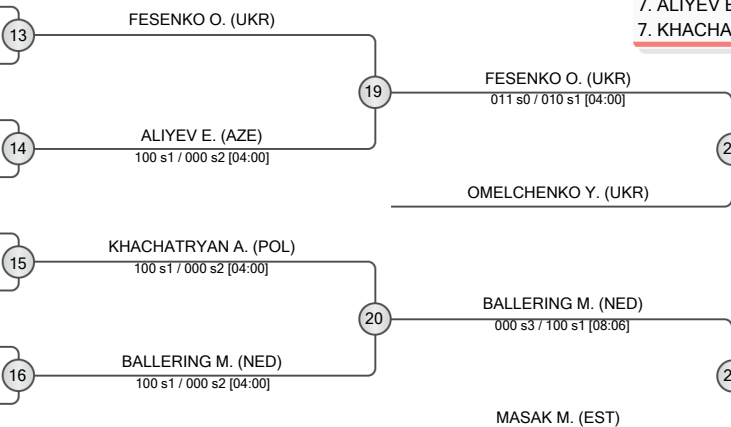 7. ALIYEV E
7. KHACHA
13
FESENKO O. (UKR)
19
FESENKO O. (UKR)
011 s0 / 010 s1 [04:00]
14
ALIYEV E. (AZE)
100 s1 / 000 s2 [04:00]
2
OMELCHENKO Y. (UKR)
15
KHACHATRYAN A. (POL)
100 s1 / 000 s2 [04:00]
20
BALLERING M. (NED)
000 s3 / 100 s1 [08:06]
16
BALLERING M. (NED)
100 s1 / 000 s2 [04:00]
2
MASAK M. (EST)